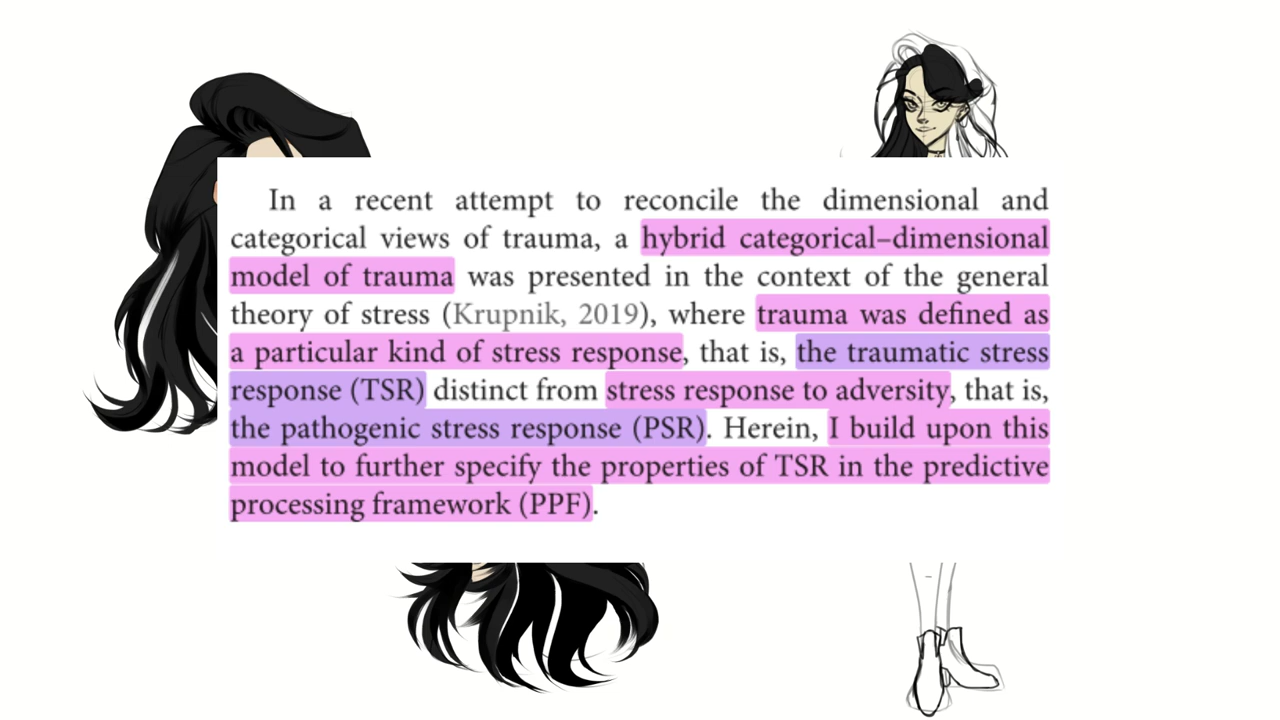 In a recent attempt to reconcile the dimensional and
categorical views of trauma, a hybrid categorical–dimensional
model of trauma was presented in the context of the general
theory of stress (Krupnik, 2019), where trauma was defined as
a particular kind of stress response, that is, the traumatic stress
response (TSR) distinct from stress response to adversity, that is,
the pathogenic stress response (PSR). Herein, I build upon this
model to further specify the properties of TSR in the predictive
processing framework (PPF).